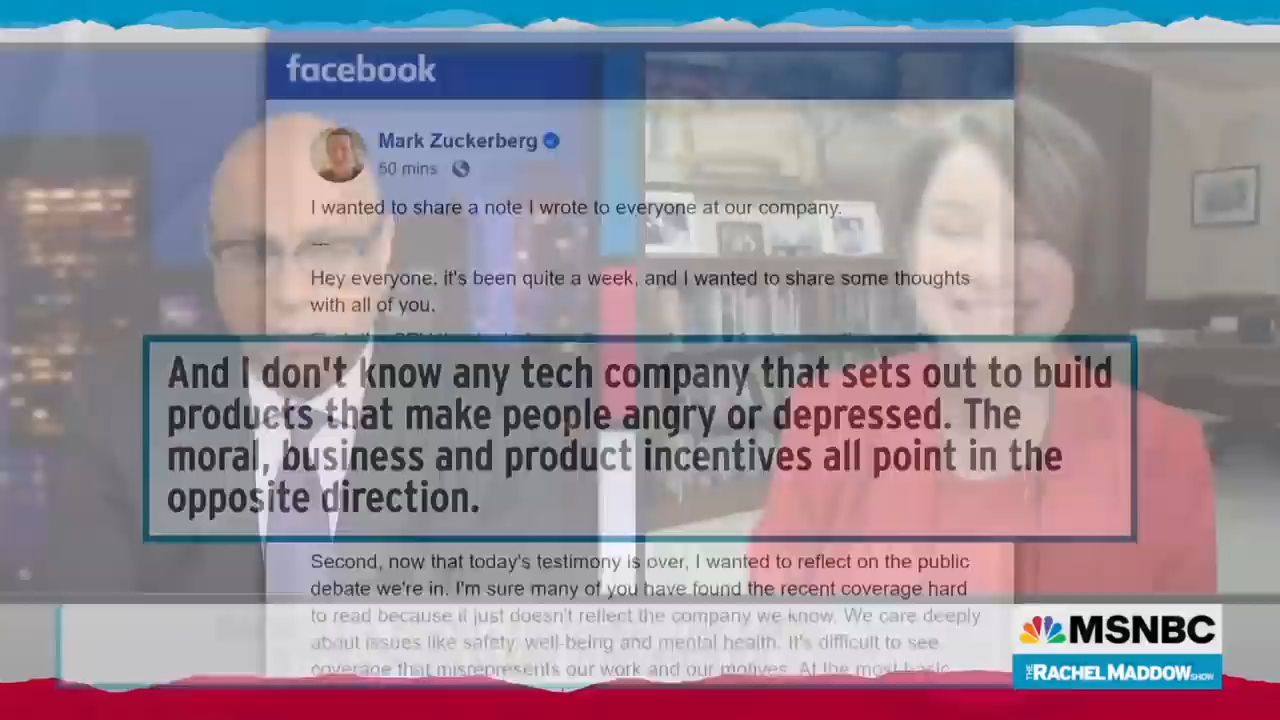 facebook
Mark Zuckerberg
50 mins
I wanted to share a note I wrote to everyone at our company.
---
Hey everyone, it's been quite a week, and I wanted to share some thoughts
with all of you.
And I don't know any tech company that sets out to build
products that make people angry or depressed. The
moral, business and product incentives all point in the
opposite direction.
Second, now that today's testimony is over, I wanted to reflect on the public
debate we're in. I'm sure many of you have found the recent coverage hard
to read because it just doesn't reflect the company we know. We care deeply
about issues like safety, well-being and mental health. It's difficult to see
coverage that misrepresents our work and our motives. At the most basic
MSNBC
THE RACHEL MADDOW SHOW